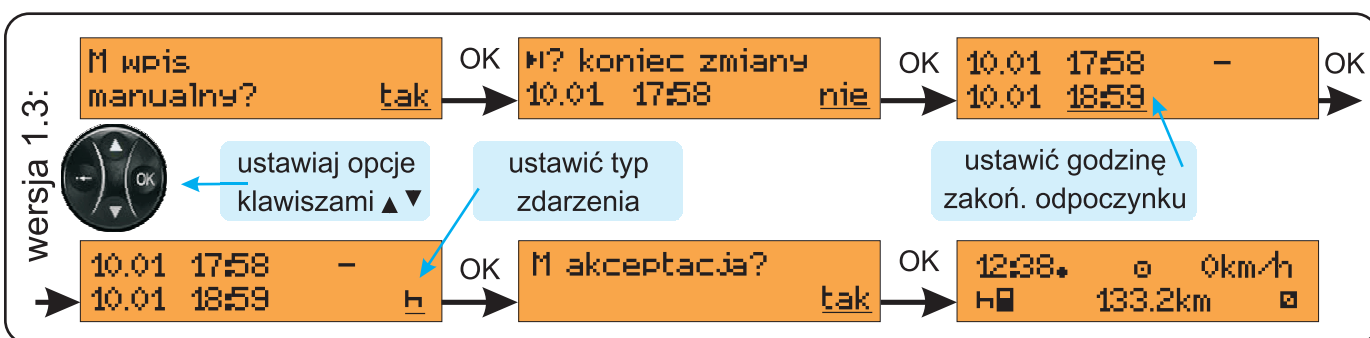 wersja 1.3:
M wpis
manualny? tak
OK
? koniec zmiany
10.01 17:58 nie
OK
10.01 17:58 –
10.01 18:59
OK
ustawiaj opcje
klawiszami ▲ ▼
OK
ustawić typ
zdarzenia
ustawić godzinę
zakoń. odpoczynku
10.01 17:58 –
10.01 18:59
OK
M akceptacja?
tak
OK
12:38. 0km/h
133.2km